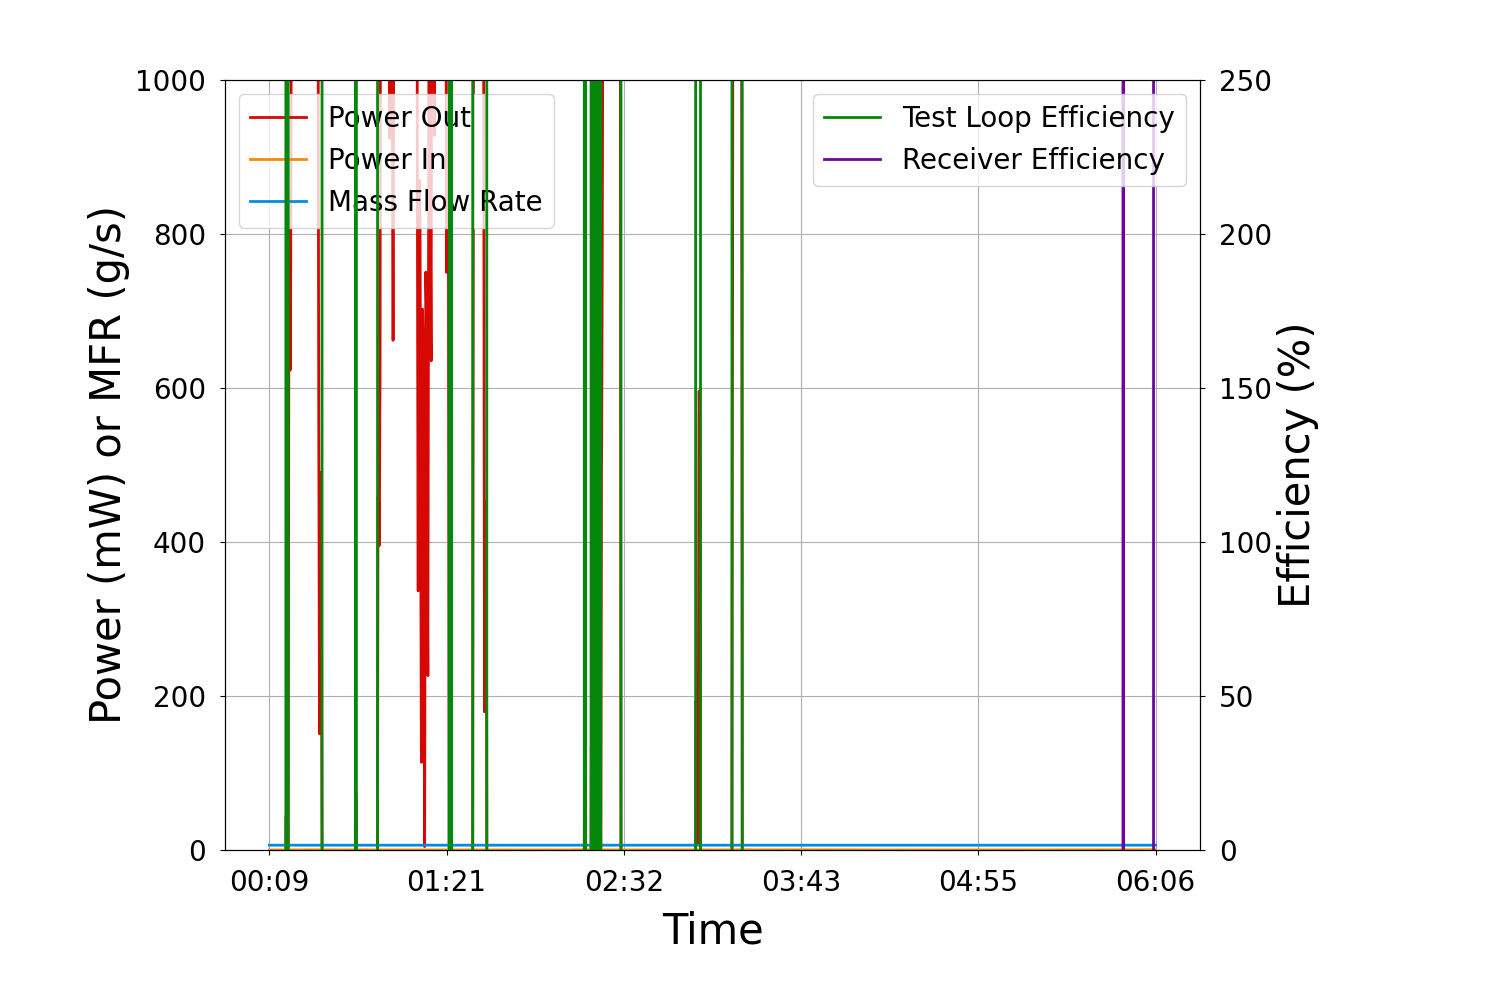 1000
800
600
400
200
0
Power (mW) or MFR (g/s)
Power Out
Power In
Mass Flow Rate
Test Loop Efficiency
Receiver Efficiency
250
200
150
100
50
0
Efficiency (%)
00:09 01:21 02:32 03:43 04:55 06:06
Time